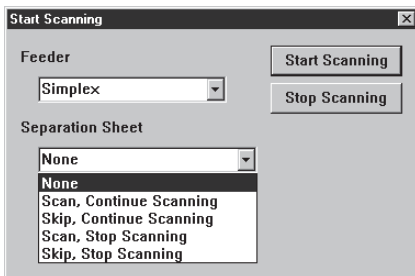 Start Scanning
Feeder
Start Scanning
Simplex
Stop Scanning
Separation Sheet
None
None
Scan, Continue Scanning
Skip, Continue Scanning
Scan, Stop Scanning
Skip, Stop Scanning